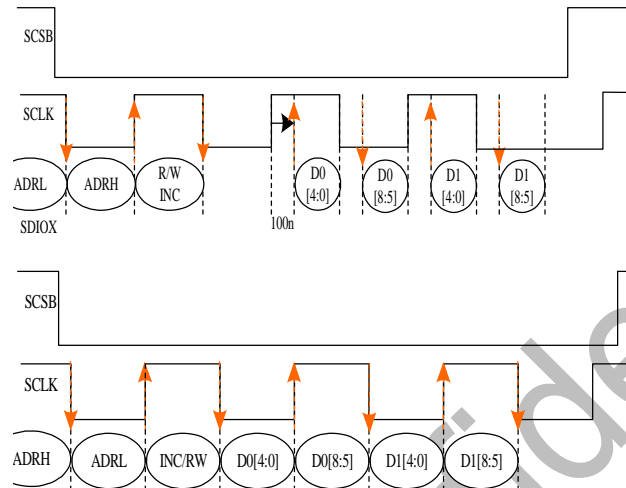 SCSB
SCLK
ADRL ADRH R/W INC D0 [4:0] D0 [8:5] D1 [4:0] D1 [8:5]
SDIOX
100n
SCSB
SCLK
ADRH ADRL INC/RW D0[4:0] D0[8:5] D1[4:0] D1[8:5]